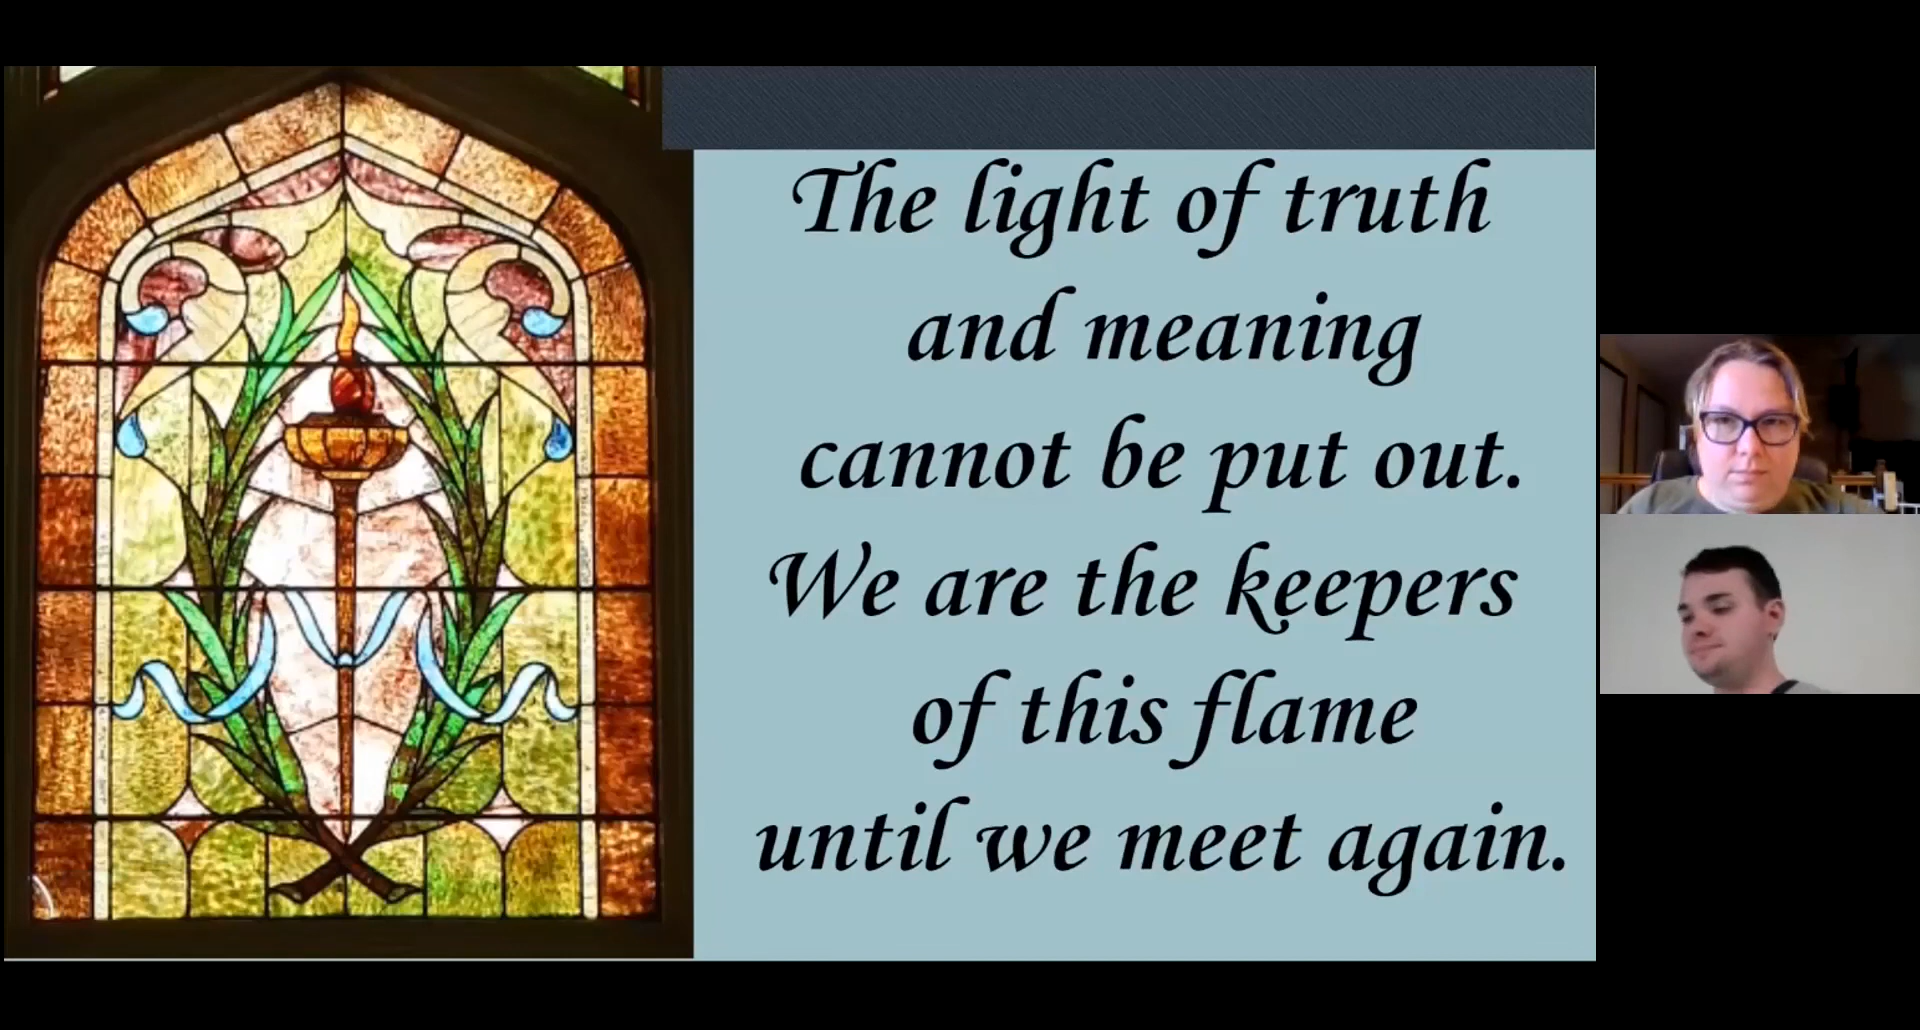 The light of truth
and meaning
cannot be put out.
We are the keepers
of this flame
until we meet again.